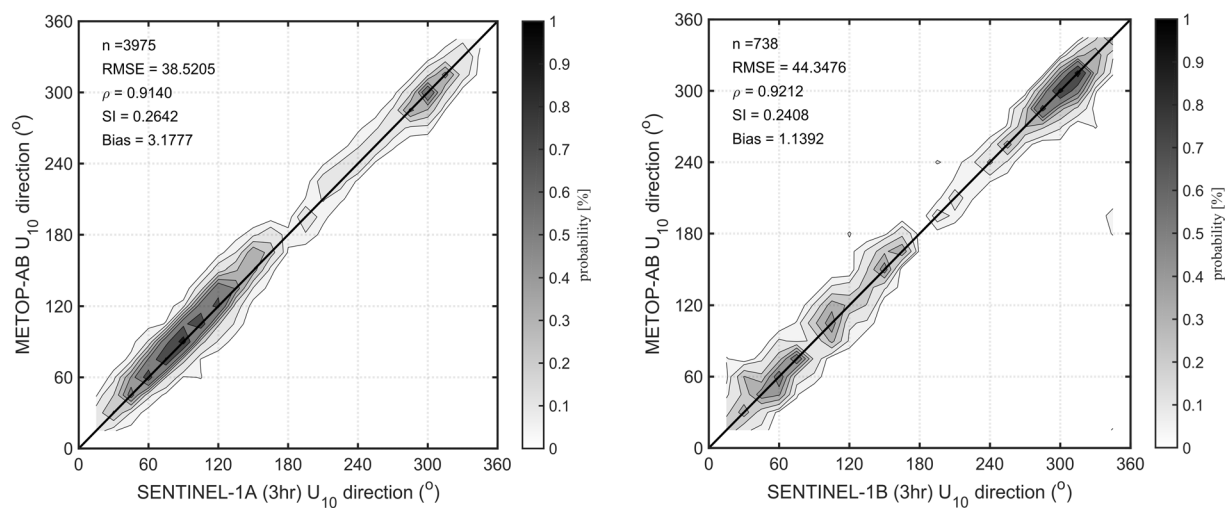 n =3975
RMSE = 38.5205
ρ = 0.9140
SI = 0.2642
Bias = 3.1777
360
300
240
180
120
60
0
METOP-AB U10 direction (o)
0 60 120 180 240 300 360
SENTINEL-1A (3hr) U10 direction (o)
1
0.9
0.8
0.7
0.6
0.5
0.4
0.3
0.2
0.1
0
probability [%]
n =738
RMSE = 44.3476
ρ = 0.9212
SI = 0.2408
Bias = 1.1392
360
300
240
180
120
60
0
METOP-AB U10 direction (o)
0 60 120 180 240 300 360
SENTINEL-1B (3hr) U10 direction (o)
1
0.9
0.8
0.7
0.6
0.5
0.4
0.3
0.2
0.1
0
probability [%]